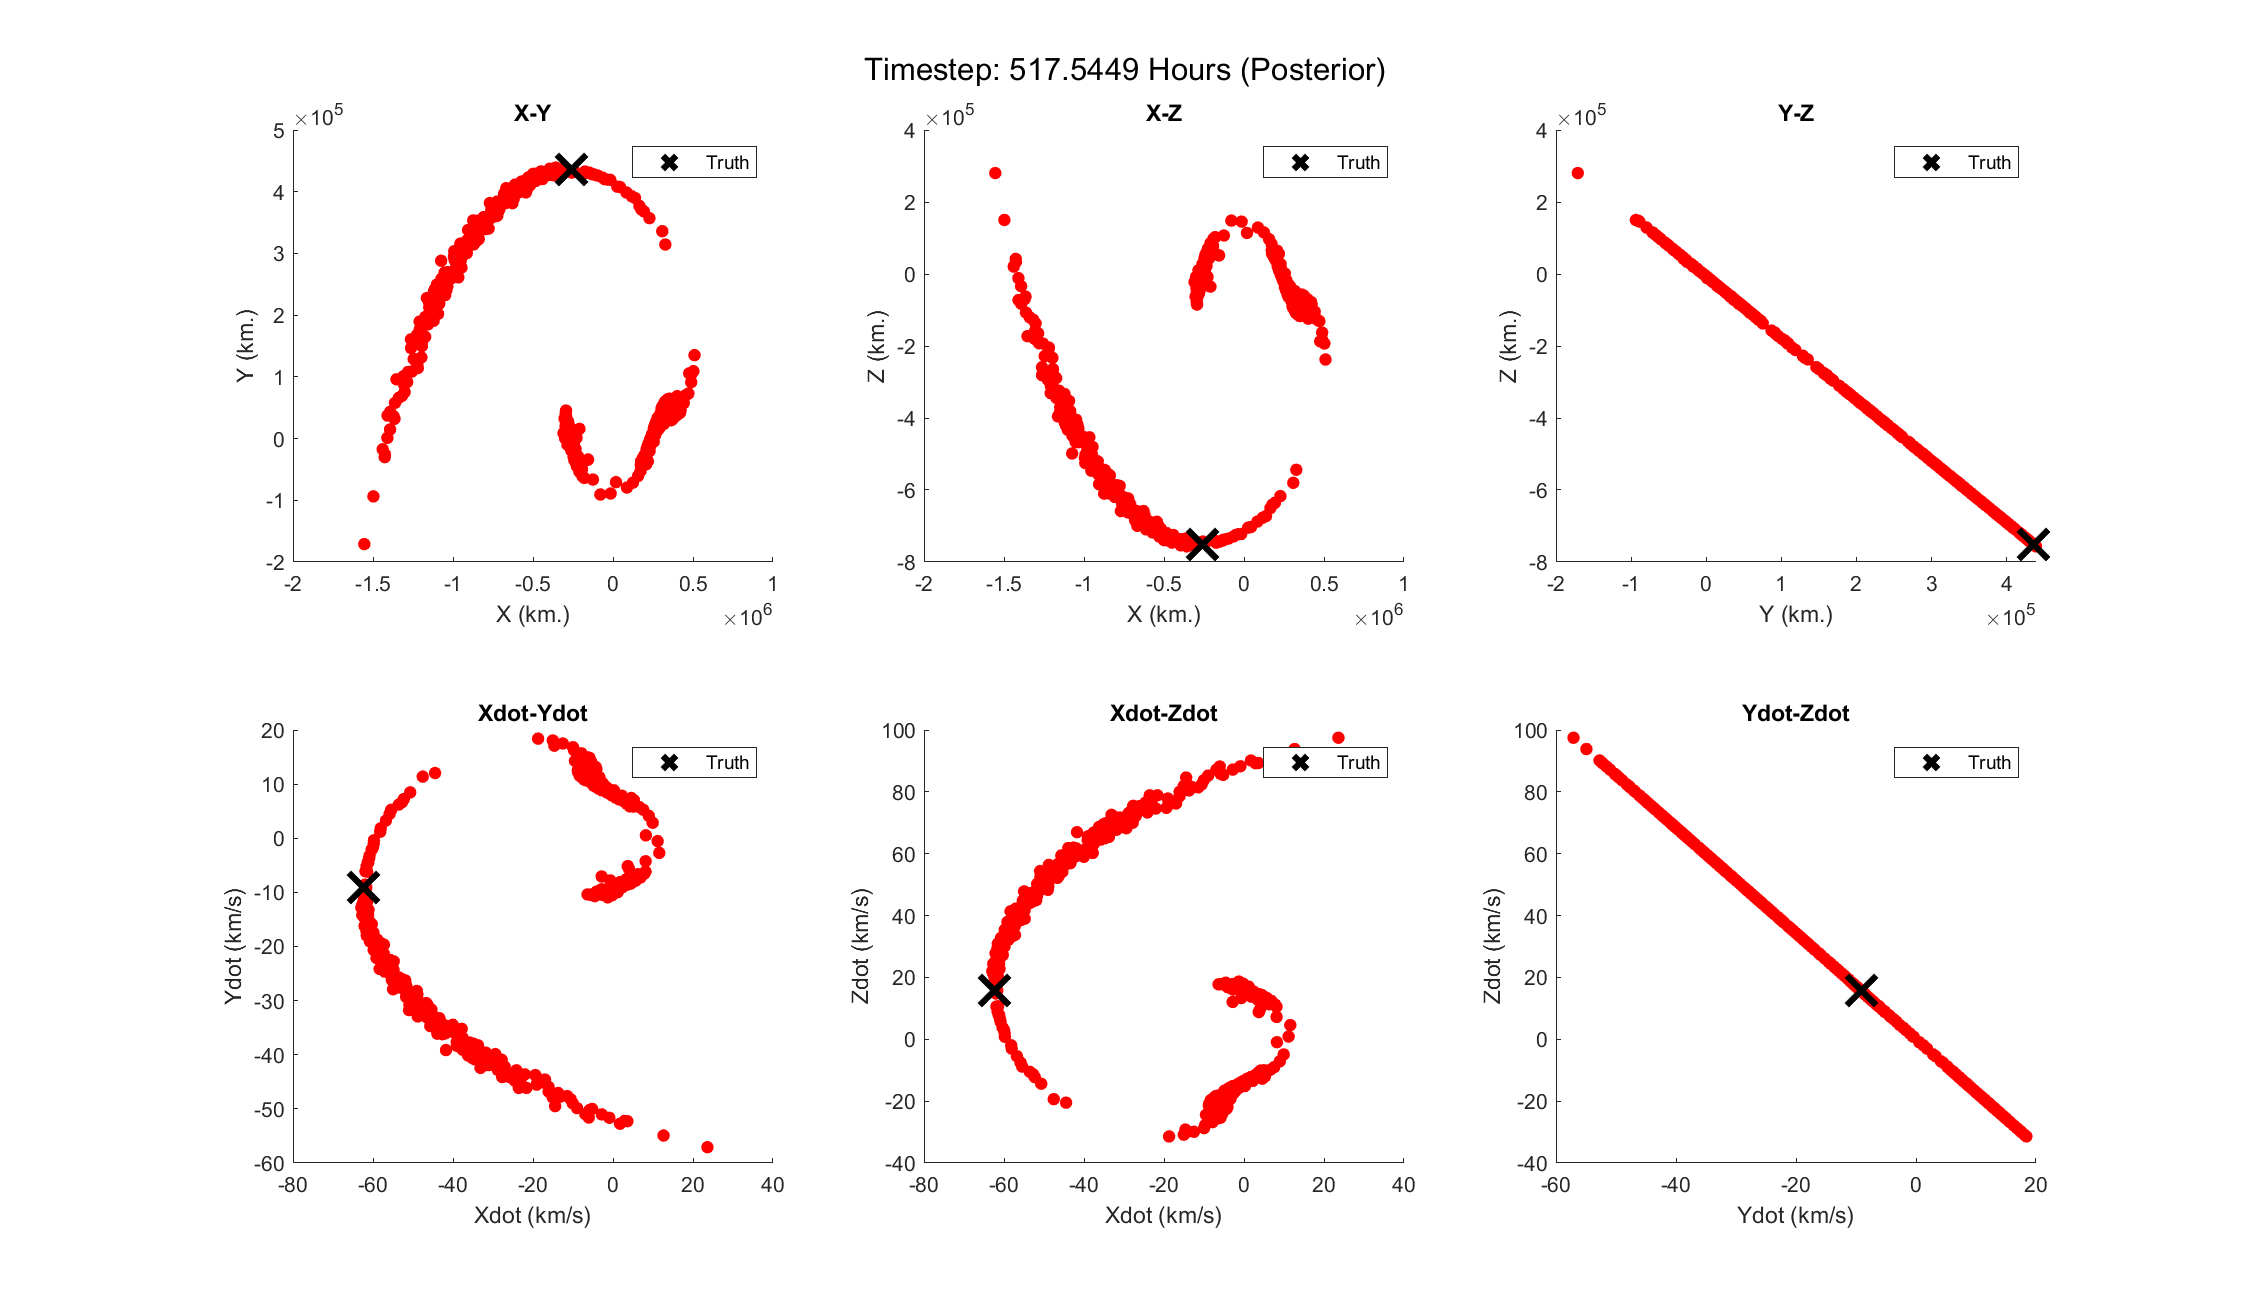 Timestep: 517.5449 Hours (Posterior)
X-Y
×10^5
5
4
3
2
1
0
-1
-2
Y (km.)
Truth
-2 -1.5 -1 -0.5 0 0.5 1
X (km.)
×10^6
X-Z
×10^5
4
2
0
-2
-4
-6
-8
Z (km.)
Truth
-2 -1.5 -1 -0.5 0 0.5 1
X (km.)
×10^6
Y-Z
×10^5
4
2
0
-2
-4
-6
-8
Z (km.)
Truth
-2 -1 0 1 2 3 4
Y (km.)
×10^5
Xdot-Ydot
20
10
0
-10
-20
-30
-40
-50
-60
Ydot (km/s)
Truth
-80 -60 -40 -20 0 20 40
Xdot (km/s)
Xdot-Zdot
100
80
60
40
20
0
-20
-40
Zdot (km/s)
Truth
-80 -60 -40 -20 0 20 40
Xdot (km/s)
Ydot-Zdot
100
80
60
40
20
0
-20
-40
Zdot (km/s)
Truth
-60 -40 -20 0 20
Ydot (km/s)